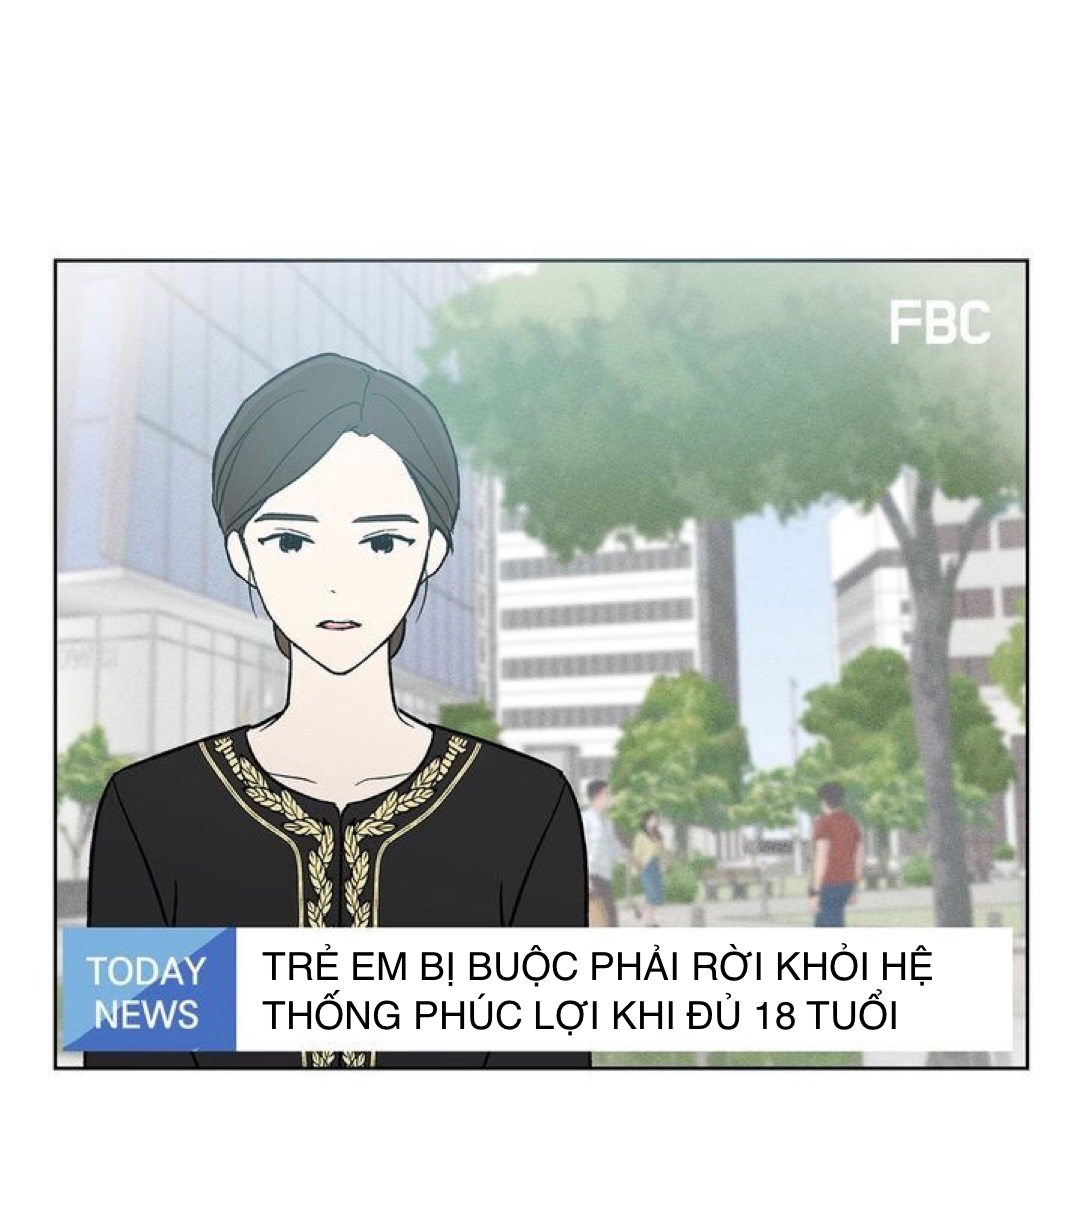 FBC
TODAY
NEWS
TRẺ EM BỊ BUỘC PHẢI RỜI KHỎI HỆ
THỐNG PHÚC LỢI KHI ĐỦ 18 TUỔI